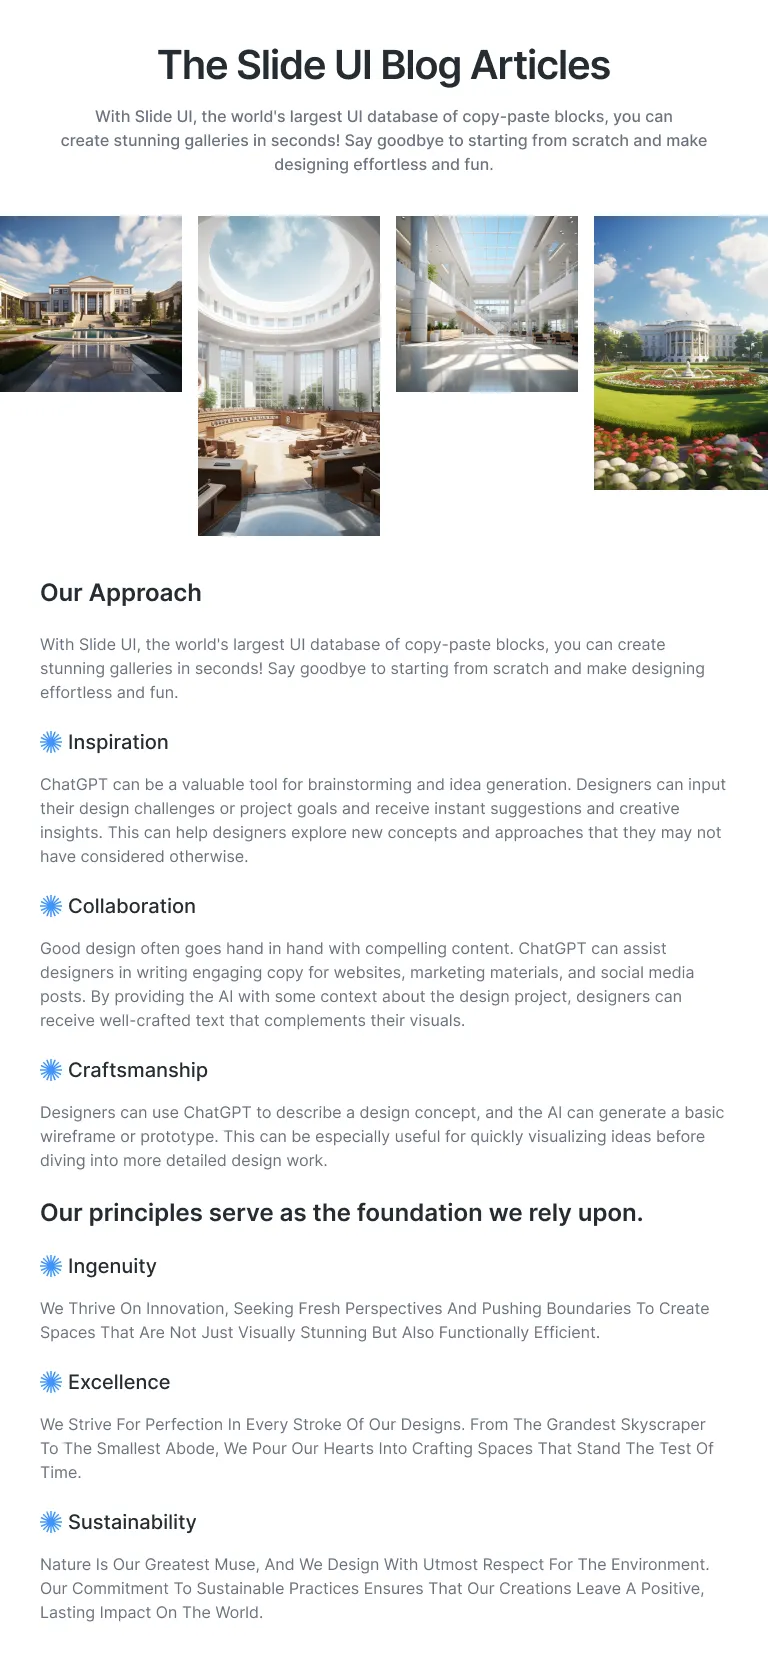 The Slide UI Blog Articles
With Slide UI, the world's largest UI database of copy-paste blocks, you can
create stunning galleries in seconds! Say goodbye to starting from scratch and make
designing effortless and fun.
Our Approach
With Slide UI, the world's largest UI database of copy-paste blocks, you can create
stunning galleries in seconds! Say goodbye to starting from scratch and make designing
effortless and fun.
Inspiration
ChatGPT can be a valuable tool for brainstorming and idea generation. Designers can input
their design challenges or project goals and receive instant suggestions and creative
insights. This can help designers explore new concepts and approaches that they may not
have considered otherwise.
Collaboration
Good design often goes hand in hand with compelling content. ChatGPT can assist
designers in writing engaging copy for websites, marketing materials, and social media
posts. By providing the AI with some context about the design project, designers can
receive well-crafted text that complements their visuals.
Craftsmanship
Designers can use ChatGPT to describe a design concept, and the AI can generate a basic
wireframe or prototype. This can be especially useful for quickly visualizing ideas before
diving into more detailed design work.
Our principles serve as the foundation we rely upon.
Ingenuity
We Thrive On Innovation, Seeking Fresh Perspectives And Pushing Boundaries To Create
Spaces That Are Not Just Visually Stunning But Also Functionally Efficient.
Excellence
We Strive For Perfection In Every Stroke Of Our Designs. From The Grandest Skyscraper
To The Smallest Abode, We Pour Our Hearts Into Crafting Spaces That Stand The Test Of
Time.
Sustainability
Nature Is Our Greatest Muse, And We Design With Utmost Respect For The Environment.
Our Commitment To Sustainable Practices Ensures That Our Creations Leave A Positive,
Lasting Impact On The World.